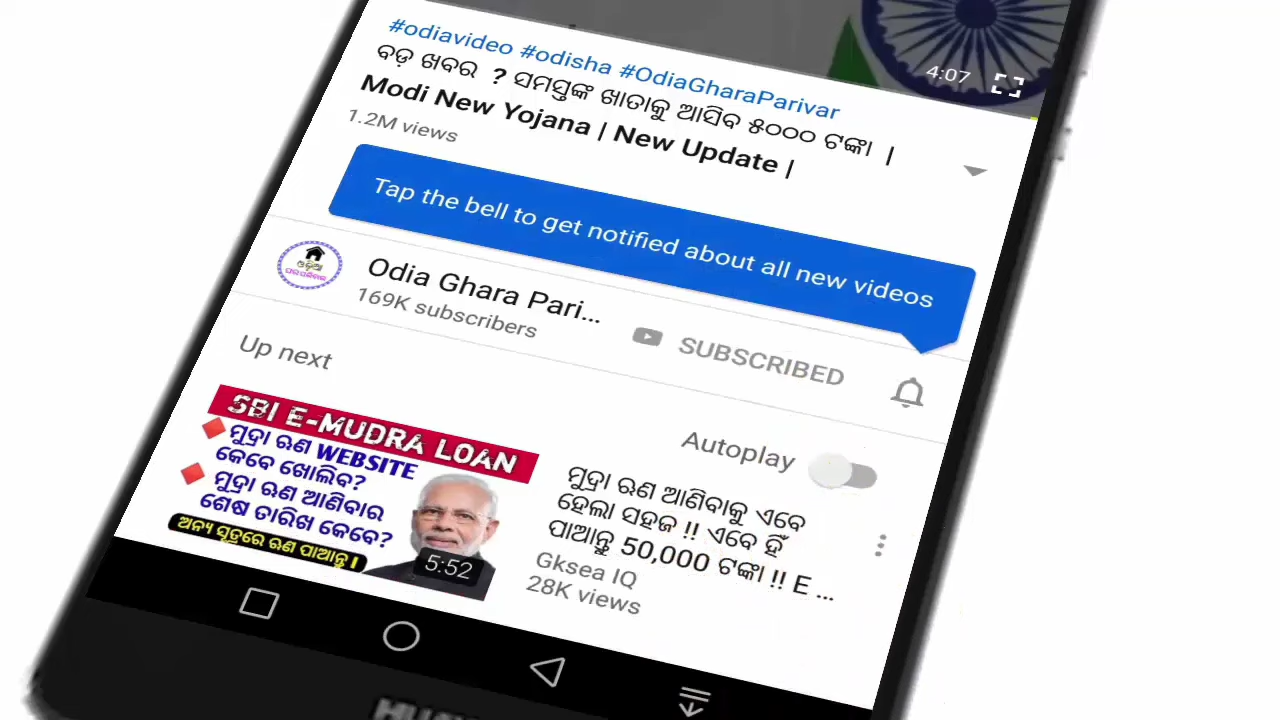 4:07
#odiavideo #odisha #OdiaGharaParivar
ବଡ଼ ଖବର ? ସମସ୍ତଙ୍କ ଖାତାକୁ ଆସିବ ୫୦୦୦ ଟଙ୍କା |
Modi New Yojana | New Update |
1.2M views
Tap the bell to get notified about all new videos
ଓଡ଼ିଆ
ଘର ପରିବାର
Odia Ghara Pari...
169K subscribers
SUBSCRIBED
Up next
Autoplay
SBI E-MUDRA LOAN
ମୁଦ୍ରା ଋଣ WEBSITE
କେବେ ଖୋଲିବ?
ମୁଦ୍ରା ଋଣ ଆଣିବାର
ଶେଷ ତାରିଖ କେବେ?
ଅନ୍ୟ ସୂତ୍ରରେ ଋଣ ପାଆନ୍ତୁ ।
5:52
ମୁଦ୍ରା ଋଣ ଆଣିବାକୁ ଏବେ
ହେଲା ସହଜ !! ଏବେ ହିଁ
ପାଆନ୍ତୁ 50,000 ଟଙ୍କା !! E ...
Gksea IQ
28K views